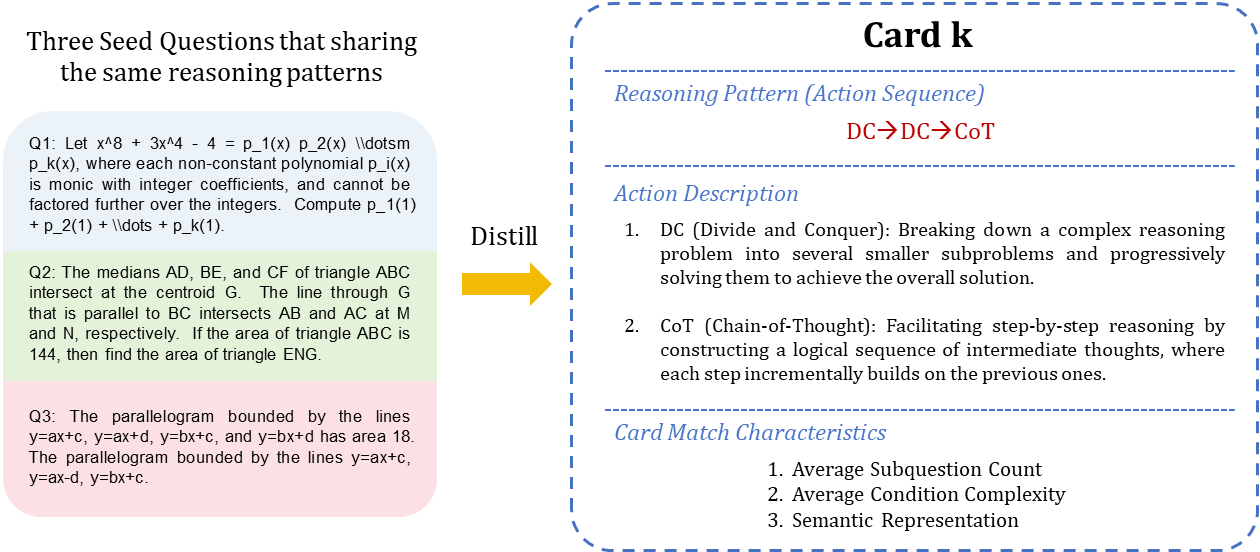 Three Seed Questions that sharing
the same reasoning patterns
Q1: Let x^8 + 3x^4 - 4 = p_1(x) p_2(x) \\dotsm
p_k(x), where each non-constant polynomial p_i(x)
is monic with integer coefficients, and cannot be
factored further over the integers. Compute p_1(1)
+ p_2(1) + \\dots + p_k(1).
Q2: The medians AD, BE, and CF of triangle ABC
intersect at the centroid G. The line through G
that is parallel to BC intersects AB and AC at M
and N, respectively. If the area of triangle ABC is
144, then find the area of triangle ENG.
Q3: The parallelogram bounded by the lines
y=ax+c, y=ax+d, y=bx+c, and y=bx+d has area 18.
The parallelogram bounded by the lines y=ax+c,
y=ax-d, y=bx+c.
Distill
Card k
Reasoning Pattern (Action Sequence)
DC→DC→CoT
Action Description
1. DC (Divide and Conquer): Breaking down a complex reasoning
problem into several smaller subproblems and progressively
solving them to achieve the overall solution.
2. CoT (Chain-of-Thought): Facilitating step-by-step reasoning by
constructing a logical sequence of intermediate thoughts, where
each step incrementally builds on the previous ones.
Card Match Characteristics
1. Average Subquestion Count
2. Average Condition Complexity
3. Semantic Representation